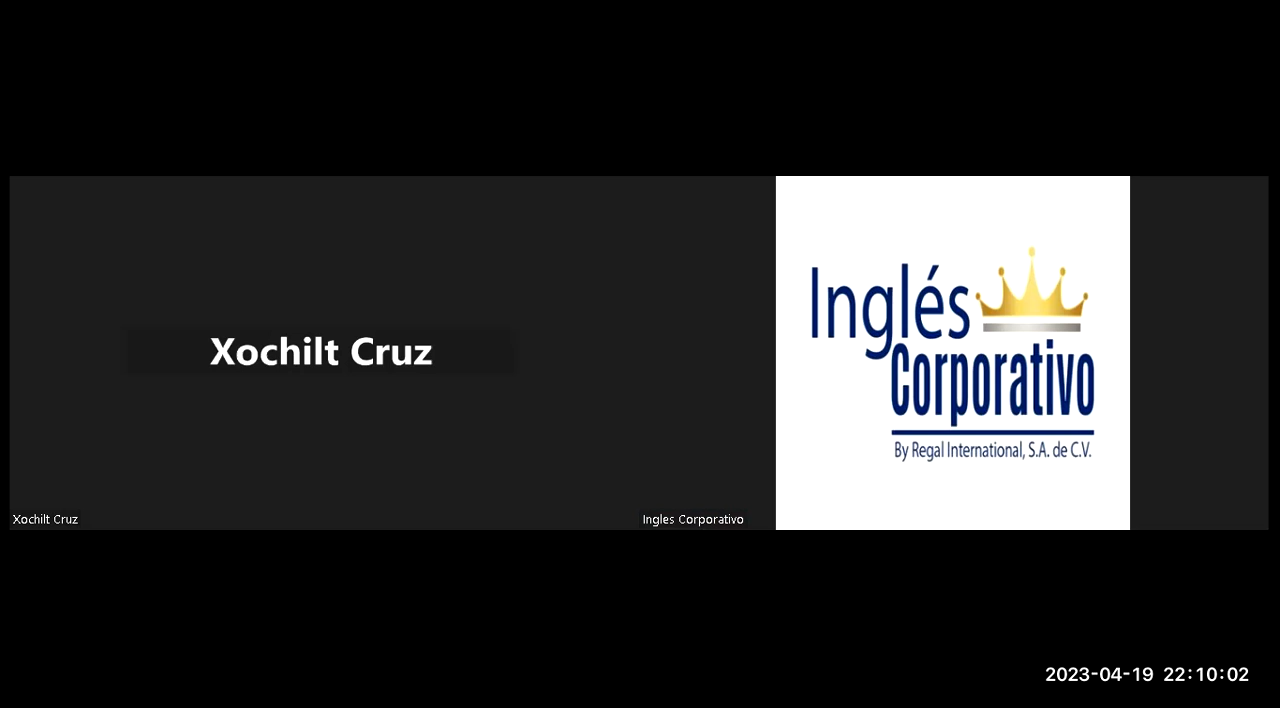 Xochilt Cruz
Xochilt Cruz
Ingles Corporativo
Inglés
Corporativo
By Regal International, S.A. de C.V.
2023-04-19 22:10:02